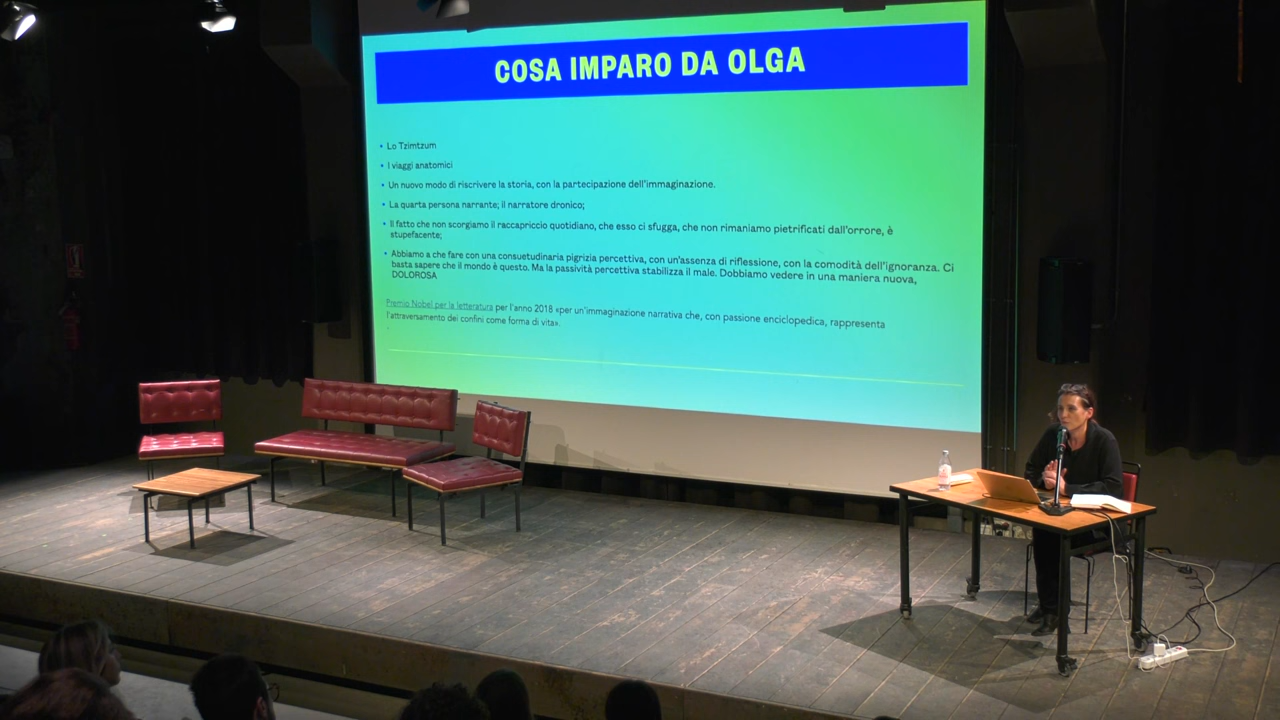 COSA IMPARO DA OLGA
• Lo Tzimtzum
• I viaggi anatomici
• Un nuovo modo di riscrivere la storia, con la partecipazione dell'immaginazione.
• La quarta persona narrante; il narratore dronico;
• Il fatto che non scorgiamo il raccapriccio quotidiano, che esso ci sfugga, che non rimaniamo pietrificati dall'orrore, è
stupefacente;
• Abbiamo a che fare con una consuetudinaria pigrizia percettiva, con un'assenza di riflessione, con la comodità dell'ignoranza. Ci
basta sapere che il mondo è questo. Ma la passività percettiva stabilizza il male. Dobbiamo vedere in una maniera nuova,
DOLOROSA
Premio Nobel per la letteratura per l'anno 2018 «per un'immaginazione narrativa che, con passione enciclopedica, rappresenta
l'attraversamento dei confini come forma di vita».